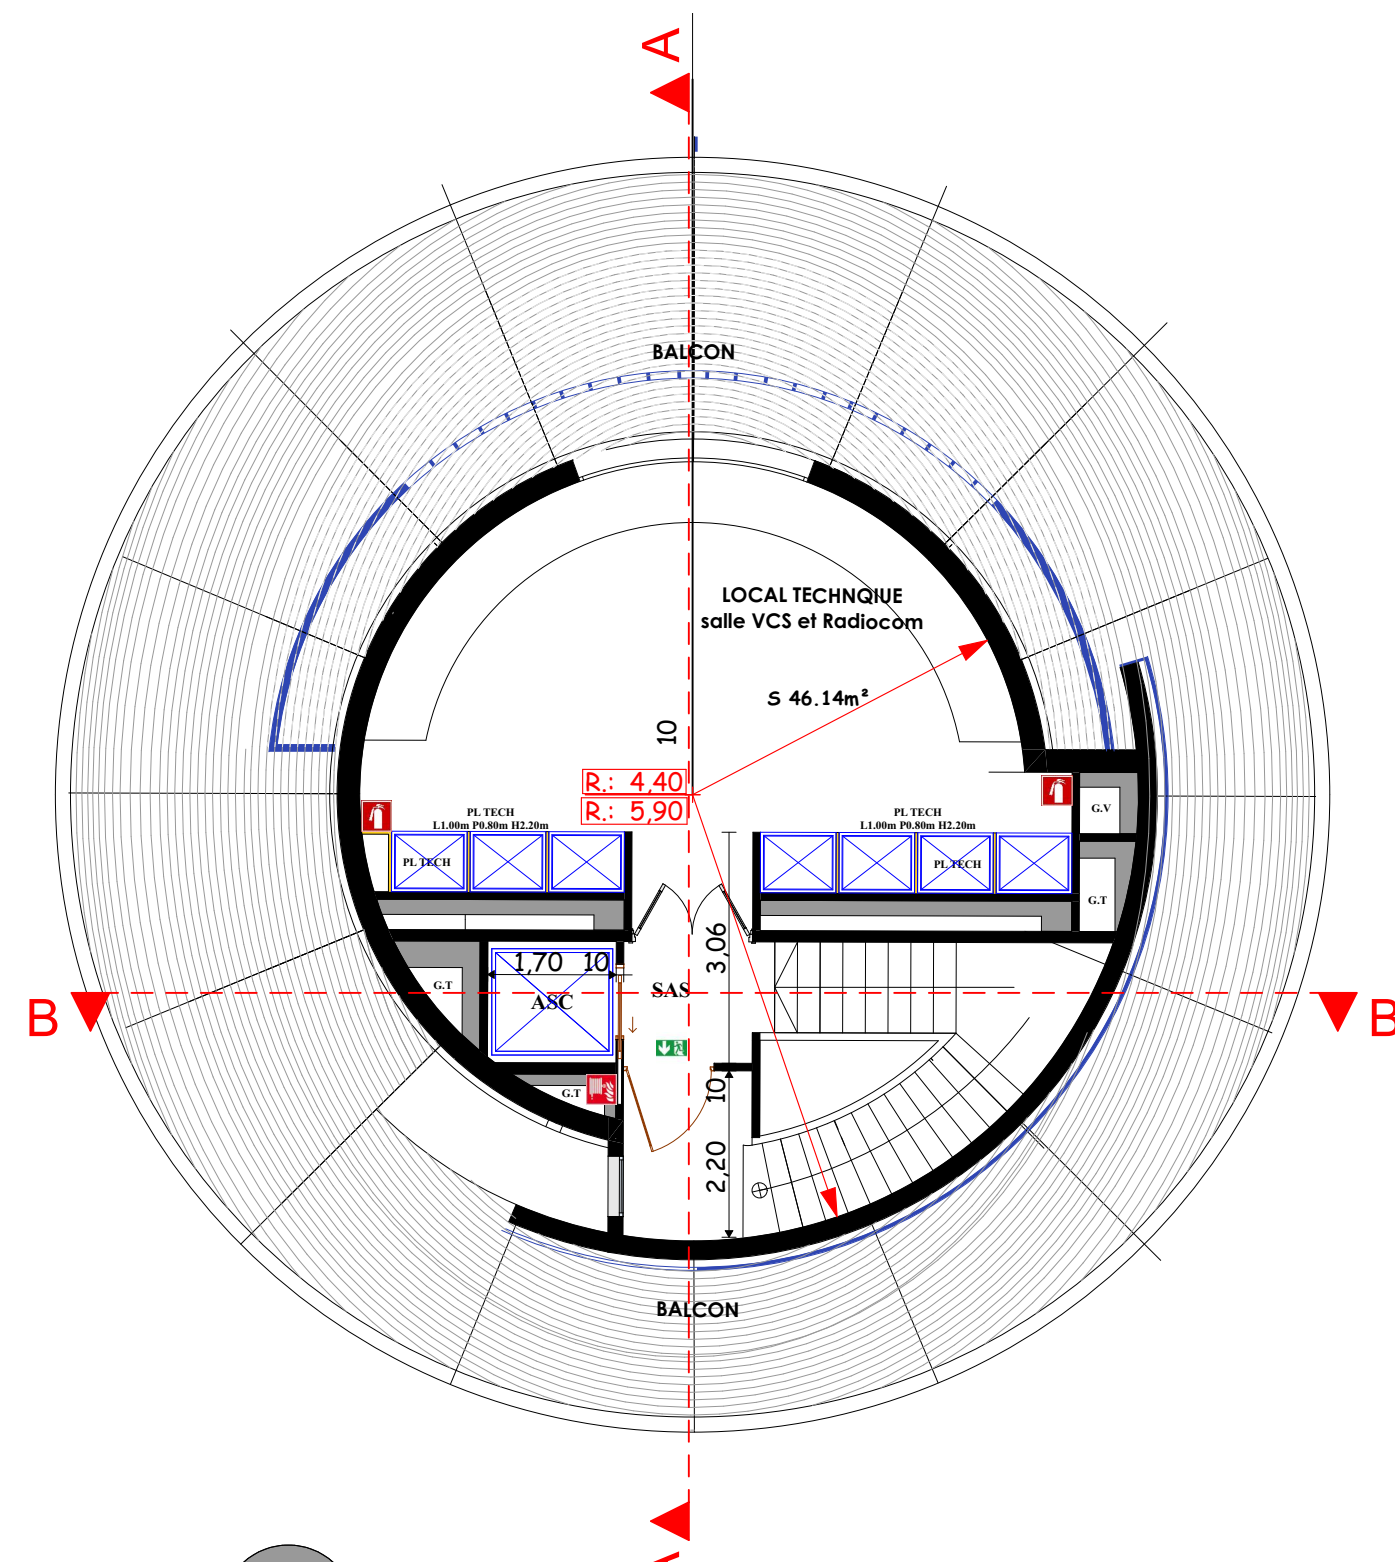 A
BALCON
LOCAL TECHNQIUE
salle VCS et Radiocom
S 46.14m²
10
R.: 4,40
R.: 5,90
PL TECH
L1.00m P0.80m H2.20m
PL TECH
L1.00m P0.80m H2.20m
G.V
PL TECH
PL TECH
G.T
3,06
1,70 10
G.T
SAS
ASC
B
B
G.T
10
2,20
BALCON